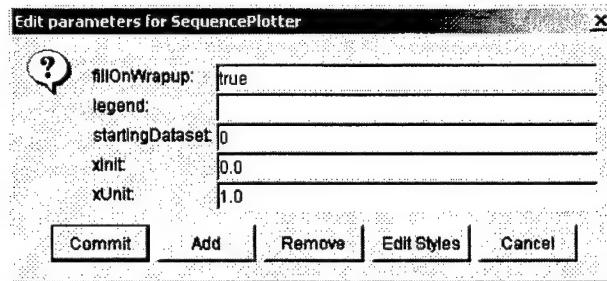 Edit parameters for SequencePlotter
?
fillOnWrapup: true
legend:
startingDataset: 0
xInit: 0.0
xUnit: 1.0
Commit Add Remove Edit Styles Cancel